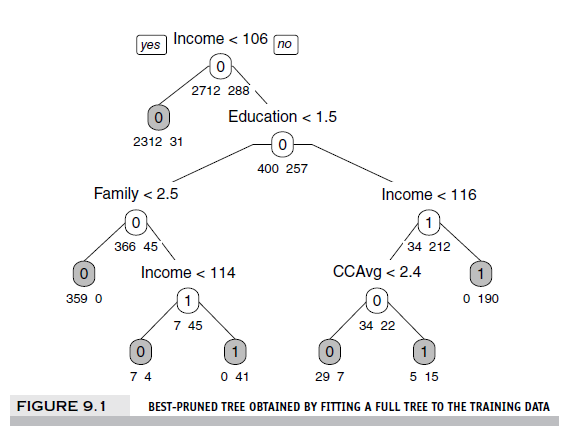 yes Income < 106 no
0
2712 288
0 Education < 1.5
2312 31
0
400 257
Family < 2.5 Income < 116
0 1
366 45 34 212
0 Income < 114 CCAvg < 2.4 1
359 0 1 0 0 190
7 45 34 22
0 1 0 1
7 4 0 41 29 7 5 15
FIGURE 9.1 BEST-PRUNED TREE OBTAINED BY FITTING A FULL TREE TO THE TRAINING DATA